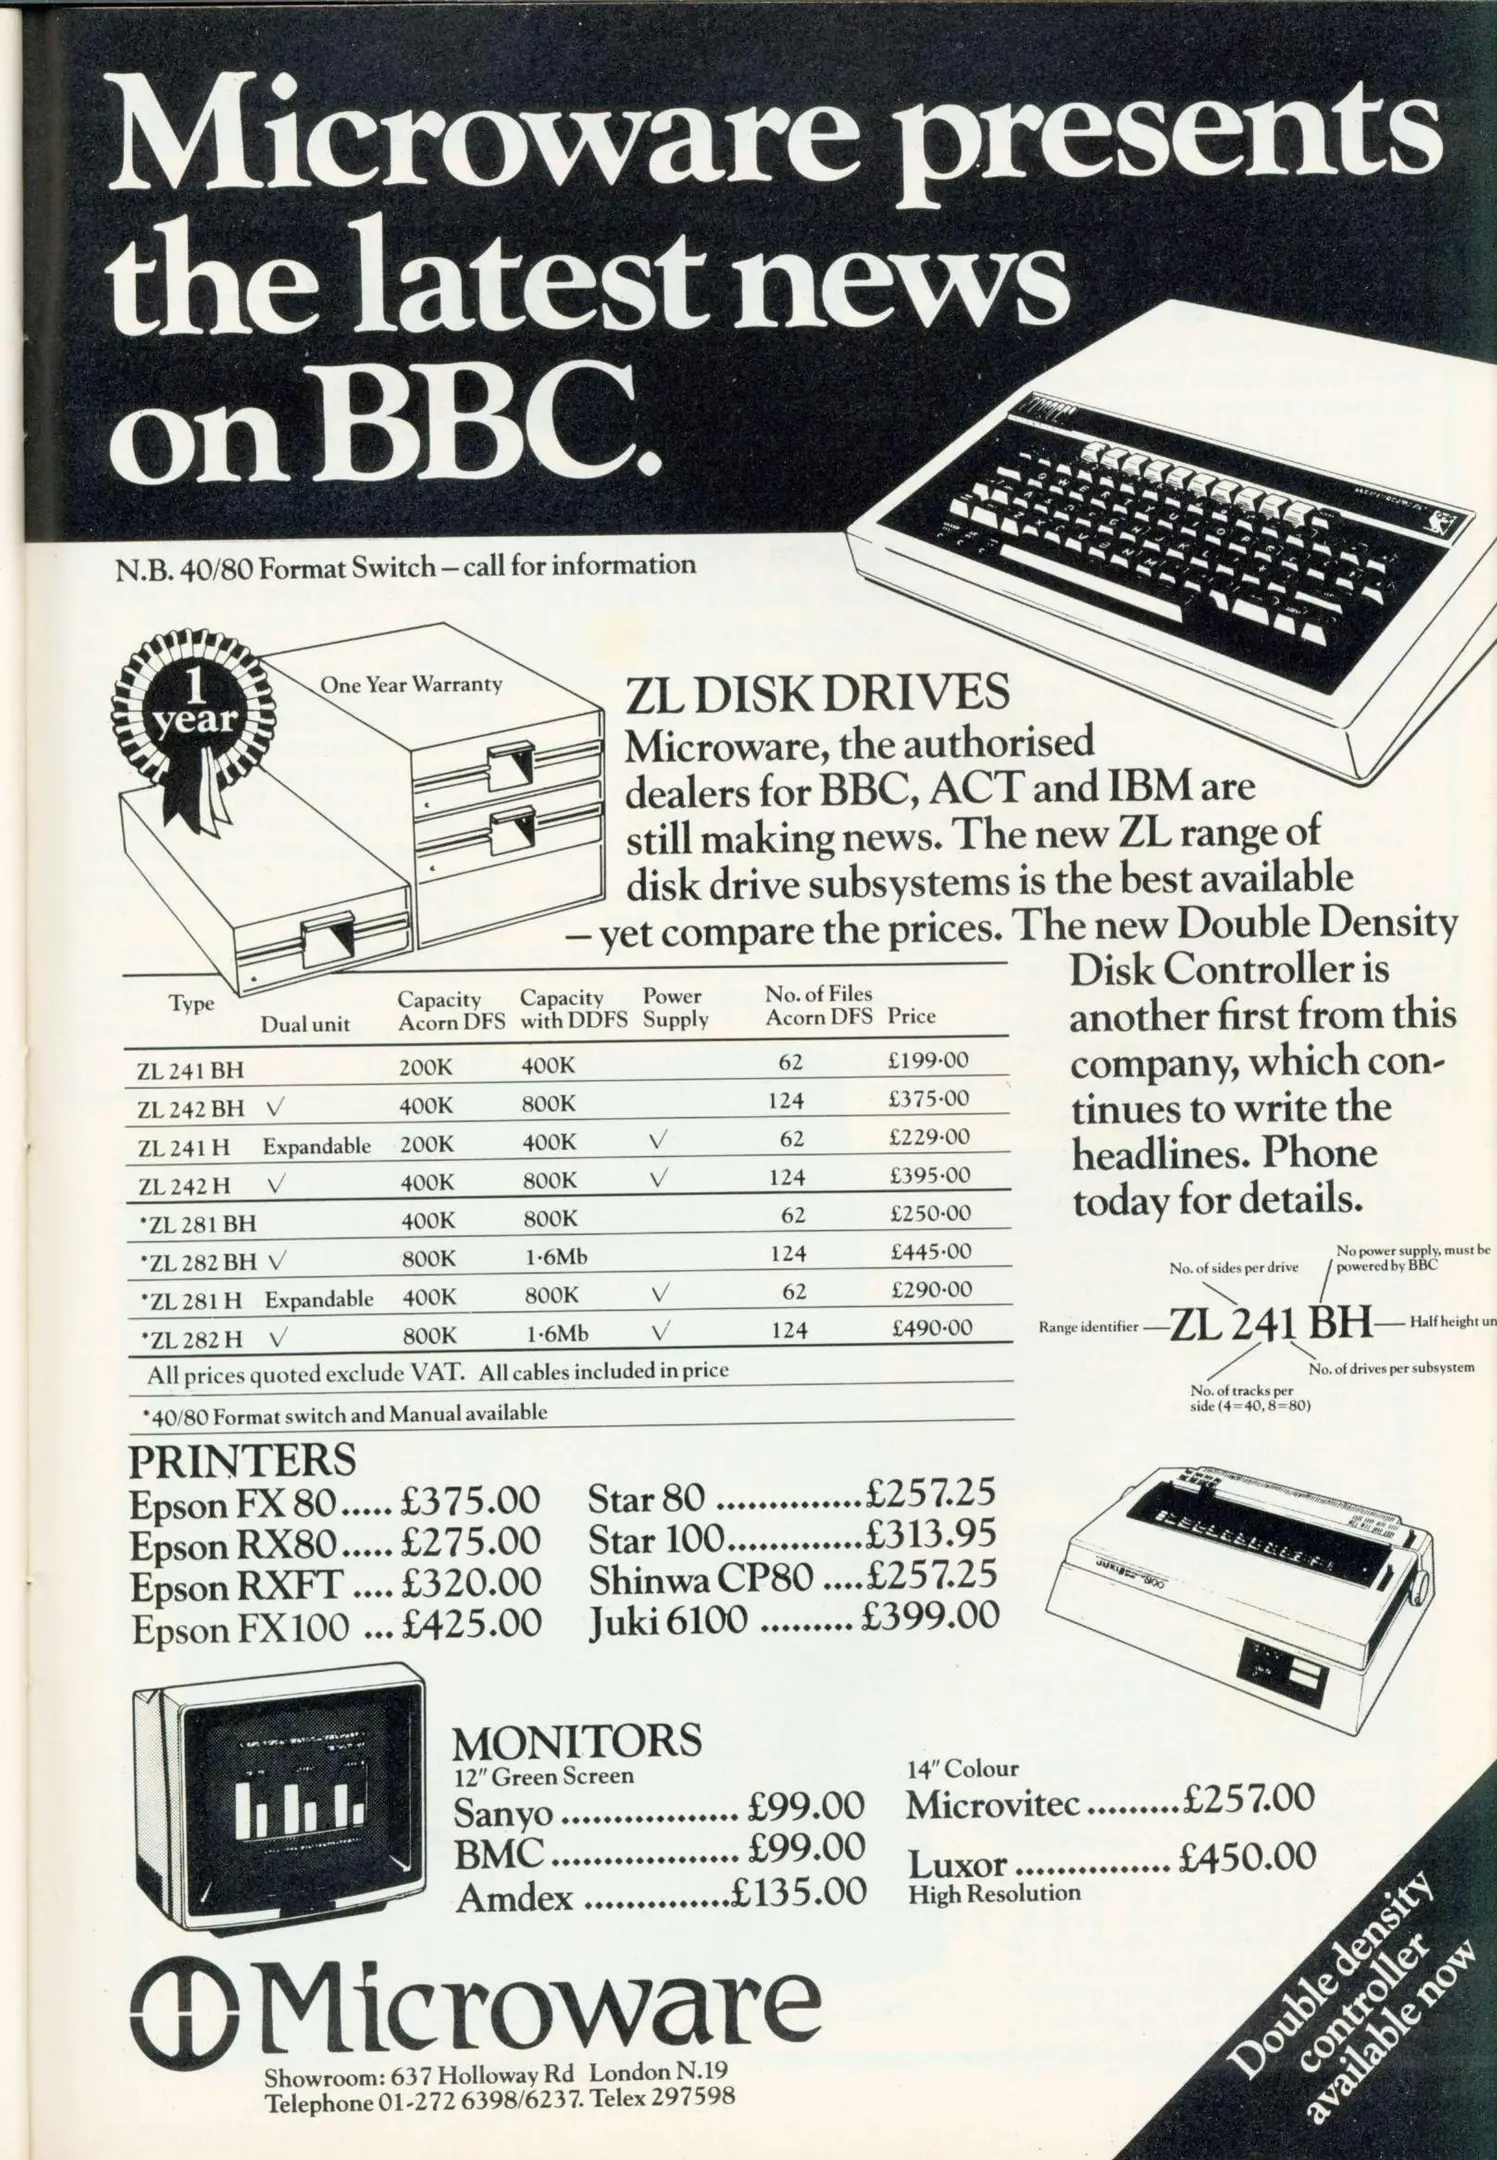 Microware presents
the latest news
on BBC.
N.B. 40/80 Format Switch – call for information
1
year
One Year Warranty
ZL DISK DRIVES
Microware, the authorised
dealers for BBC, ACT and IBM are
still making news. The new ZL range of
disk drive subsystems is the best available
– yet compare the prices. The new Double Density
Disk Controller is
another first from this
company, which con-
tinues to write the
headlines. Phone
today for details.
Type Dual unit Capacity Acorn DFS Capacity with DDFS Power Supply No. of Files Acorn DFS Price
ZL 241 BH 200K 400K 62 £199·00
ZL 242 BH √ 400K 800K 124 £375·00
ZL 241 H Expandable 200K 400K √ 62 £229·00
ZL 242 H √ 400K 800K √ 124 £395·00
*ZL 281 BH 400K 800K 62 £250·00
*ZL 282 BH √ 800K 1·6Mb 124 £445·00
*ZL 281 H Expandable 400K 800K √ 62 £290·00
*ZL 282 H √ 800K 1·6Mb √ 124 £490·00
All prices quoted exclude VAT. All cables included in price
*40/80 Format switch and Manual available
No. of sides per drive
No power supply, must be
powered by BBC
Range identifier — ZL 241 BH — Half height un
No. of drives per subsystem
No. of tracks per
side (4=40, 8=80)
PRINTERS
Epson FX 80..... £375.00
Epson RX80..... £275.00
Epson RXFT .... £320.00
Epson FX100 ... £425.00
Star 80 ..............£257.25
Star 100..............£313.95
Shinwa CP80 ....£257.25
Juki 6100 ......... £399.00
MONITORS
12" Green Screen
Sanyo .................. £99.00
BMC ................... £99.00
Amdex ...............£135.00
14" Colour
Microvitec .........£257.00
Luxor ............... £450.00
High Resolution
Microware
Showroom: 637 Holloway Rd London N.19
Telephone 01-272 6398/6237. Telex 297598
Double density
controller
available now